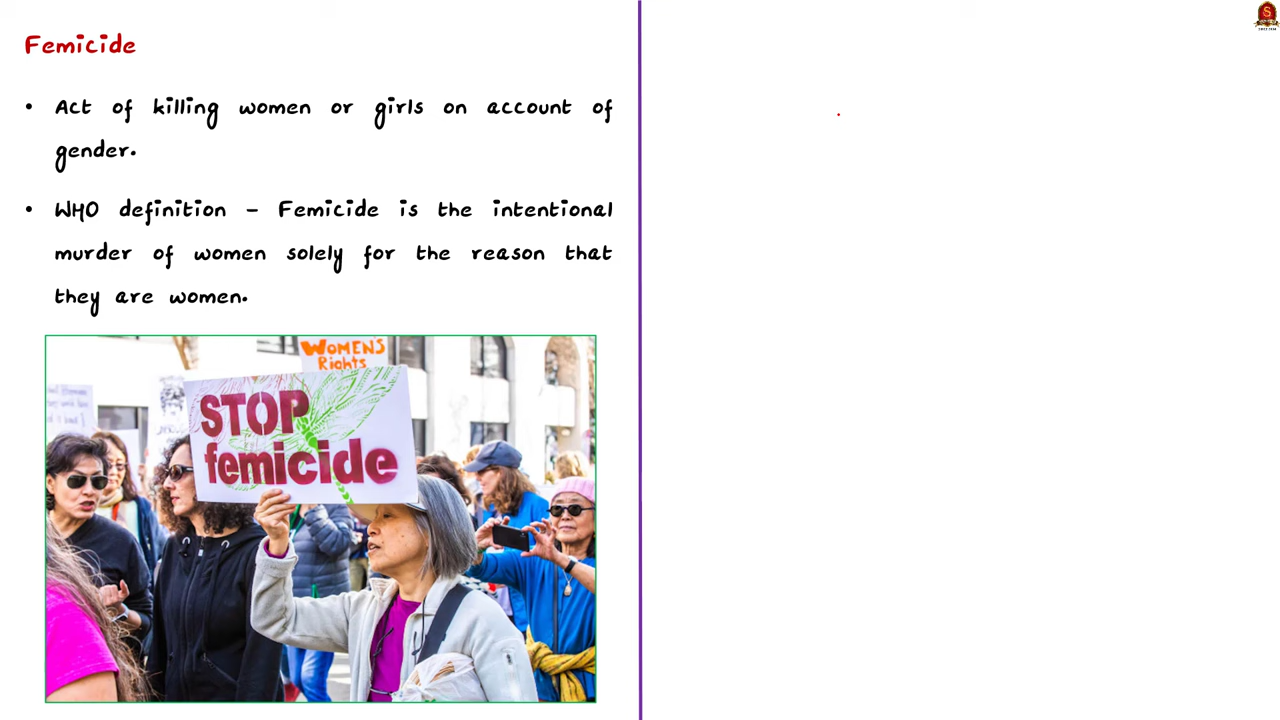 Femicide
• Act of killing women or girls on account of
gender.
• WHO definition – Femicide is the intentional
murder of women solely for the reason that
they are women.
WOMENS
Rights
STOP
femicide